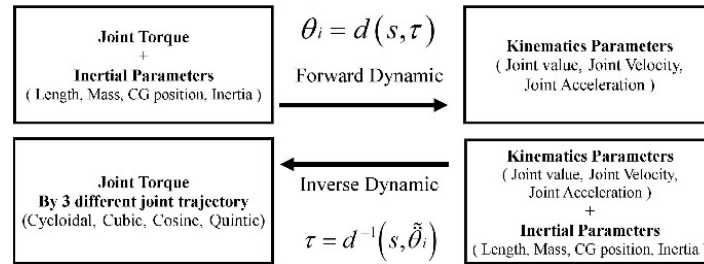 Joint Torque
+
Inertial Parameters
( Length, Mass, CG position, Inertia )
θᵢ = d(s,τ)
Forward Dynamic
Kinematics Parameters
( Joint value, Joint Velocity,
Joint Acceleration )
Joint Torque
By 3 different joint trajectory
(Cycloidal, Cubic, Cosine, Quintic)
Inverse Dynamic
τ = d⁻¹(s,θ̃̈ᵢ)
Kinematics Parameters
( Joint value, Joint Velocity,
Joint Acceleration )
+
Inertial Parameters
( Length, Mass, CG position, Inertia